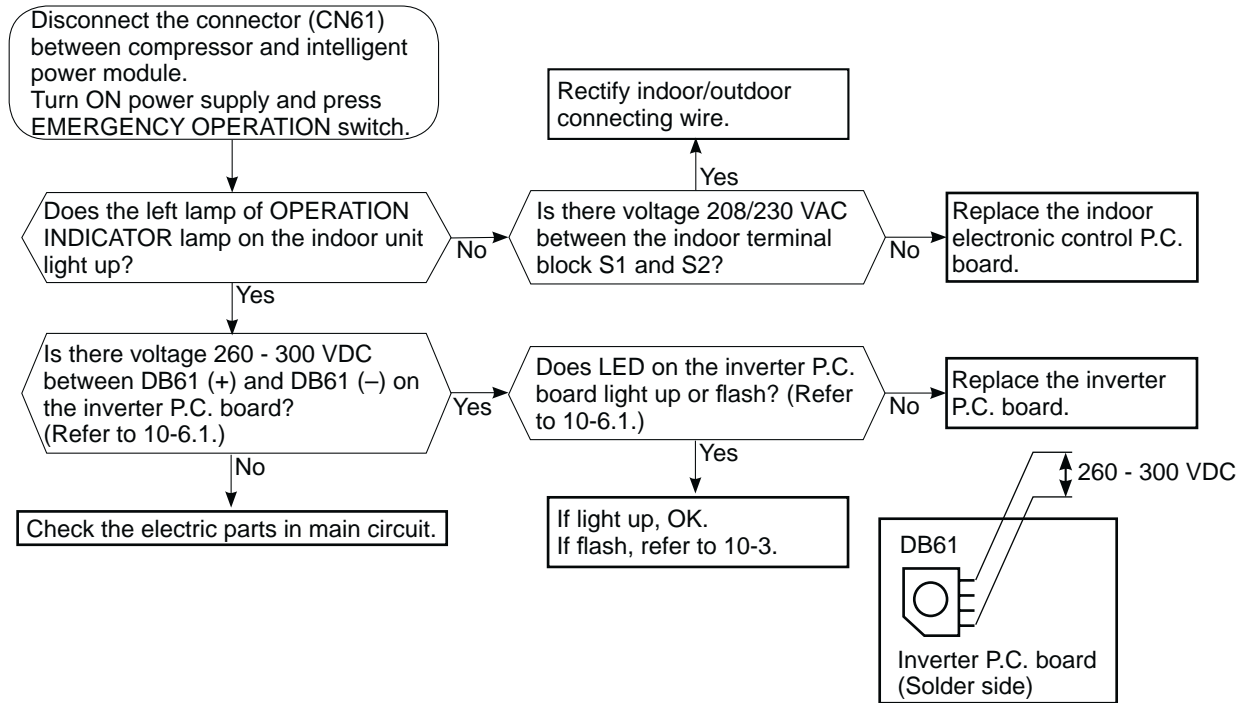 Disconnect the connector (CN61)
between compressor and intelligent
power module.
Turn ON power supply and press
EMERGENCY OPERATION switch.
Rectify indoor/outdoor
connecting wire.
Yes
Does the left lamp of OPERATION
INDICATOR lamp on the indoor unit
light up?
No
Is there voltage 208/230 VAC
between the indoor terminal
block S1 and S2?
No
Replace the indoor
electronic control P.C.
board.
Yes
Is there voltage 260 - 300 VDC
between DB61 (+) and DB61 (–) on
the inverter P.C. board?
(Refer to 10-6.1.)
Yes
Does LED on the inverter P.C.
board light up or flash? (Refer
to 10-6.1.)
No
Replace the inverter
P.C. board.
No
Yes
Check the electric parts in main circuit.
If light up, OK.
If flash, refer to 10-3.
260 - 300 VDC
DB61
Inverter P.C. board
(Solder side)